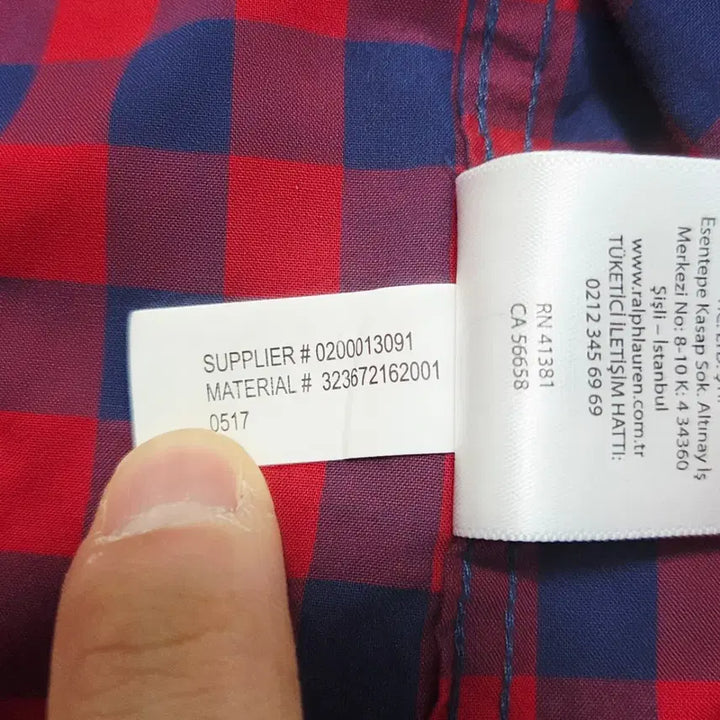 SUPPLIER # 0200013091
MATERIAL # 323672162001
0517
Esentepe Kasap Sok. Altınay İş
Merkezi No: 8-10 K: 4 34360
Şişli – İstanbul
www.ralphlauren.com.tr
TÜKETİCİ İLETİŞİM HATTI:
0212 345 69 69
RN 41381
CA 56658